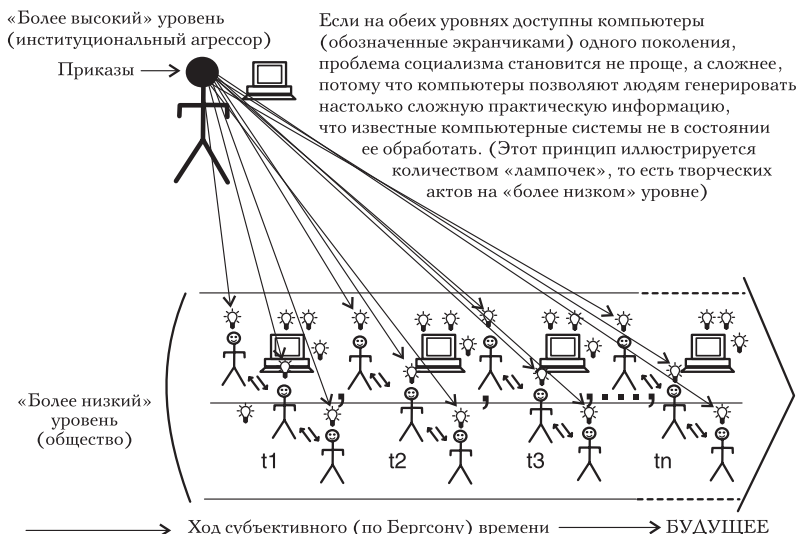 «Более высокий» уровень
(институциональный агрессор)
Приказы
Если на обеих уровнях доступны компьютеры
(обозначенные экранчиками) одного поколения,
проблема социализма становится не проще, а сложнее,
потому что компьютеры позволяют людям генерировать
настолько сложную практическую информацию,
что известные компьютерные системы не в состоянии
ее обработать. (Этот принцип иллюстрируется
количеством «лампочек», то есть творческих
актов на «более низком» уровне)
«Более низкий»
уровень
(общество)
t1 t2 t3 tn
Ход субъективного (по Бергсону) времени БУДУЩЕЕ